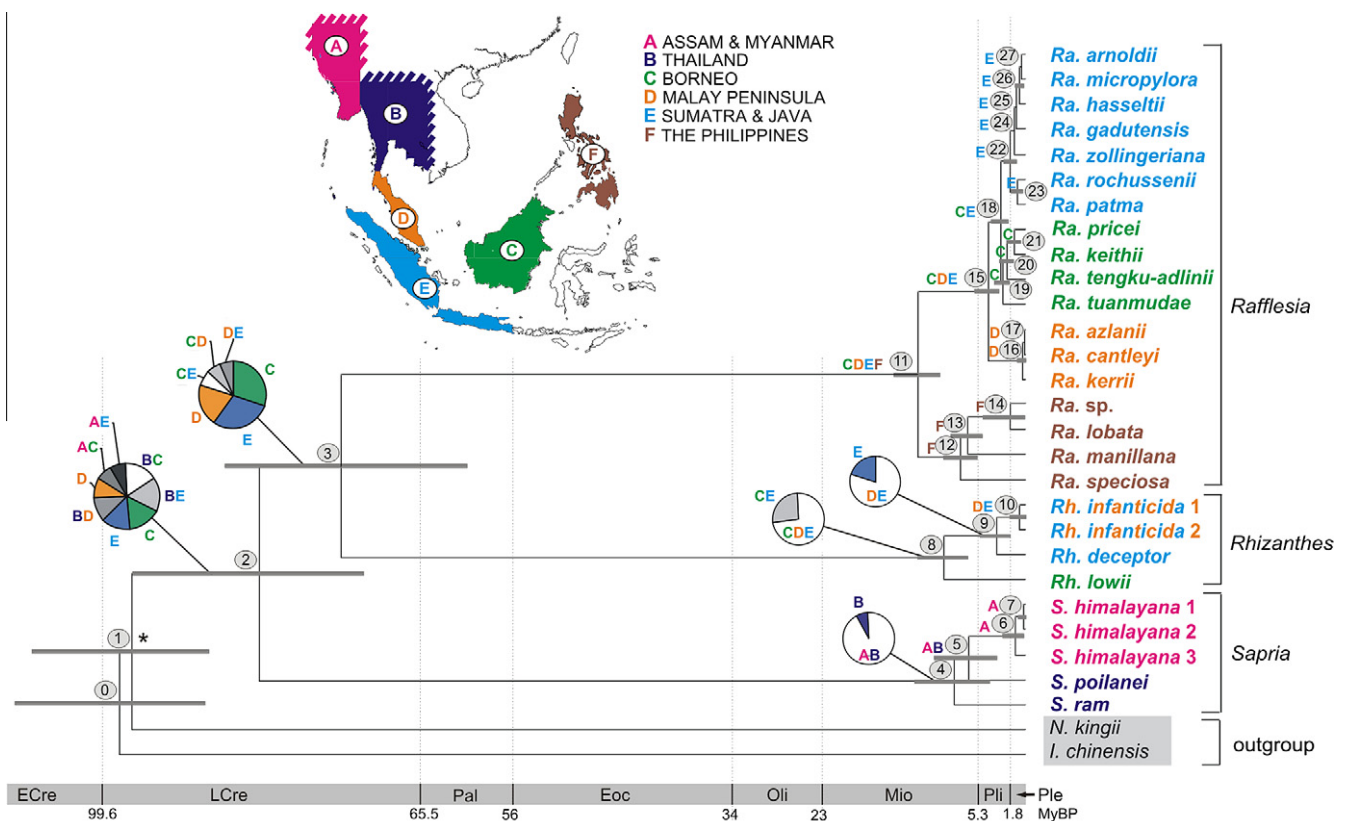 A
B
C
D
E
F
A ASSAM & MYANMAR
B THAILAND
C BORNEO
D MALAY PENINSULA
E SUMATRA & JAVA
F THE PHILIPPINES
E 27 Ra. arnoldii
E 26 Ra. micropylora
E 25 Ra. hasseltii
E 24 Ra. gadutensis
E 22 Ra. zollingeriana
E 23 Ra. rochussenii
Ra. patma
CE 18
C 21 Ra. pricei
C 20 Ra. keithii
C 19 Ra. tengku-adlinii
Ra. tuanmudae
CDE 15
D 17 Ra. azlanii
D 16 Ra. cantleyi
Ra. kerrii
CDEF 11
F 14 Ra. sp.
F 13 Ra. lobata
F 12 Ra. manillana
Ra. speciosa
Rafflesia
CD DE
CE C
D
E
3
AE
AC BC
D BE
BD C
E
2
E
DE
CE
CDE
DE 10 Rh. infanticida 1
9 Rh. infanticida 2
8 Rh. deceptor
Rh. lowii
Rhizanthes
B
AB
A 7 S. himalayana 1
A 6 S. himalayana 2
AB 5 S. himalayana 3
4 S. poilanei
S. ram
Sapria
1 *
0
N. kingii
I. chinensis
outgroup
ECre LCre Pal Eoc Oli Mio Pli Ple
99.6 65.5 56 34 23 5.3 1.8 MyBP